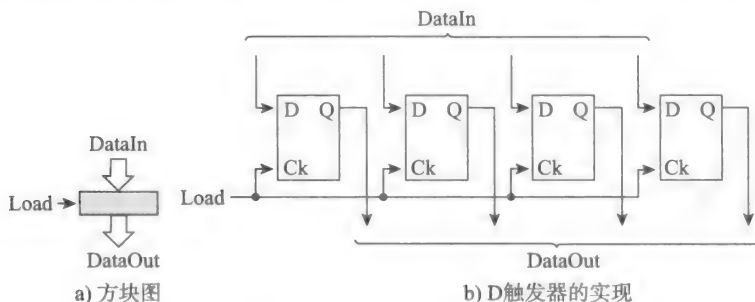 DataIn
D Q D Q D Q D Q
DataIn
Ck Ck Ck Ck
Load
Load
DataOut
DataOut
a) 方块图
b) D触发器的实现